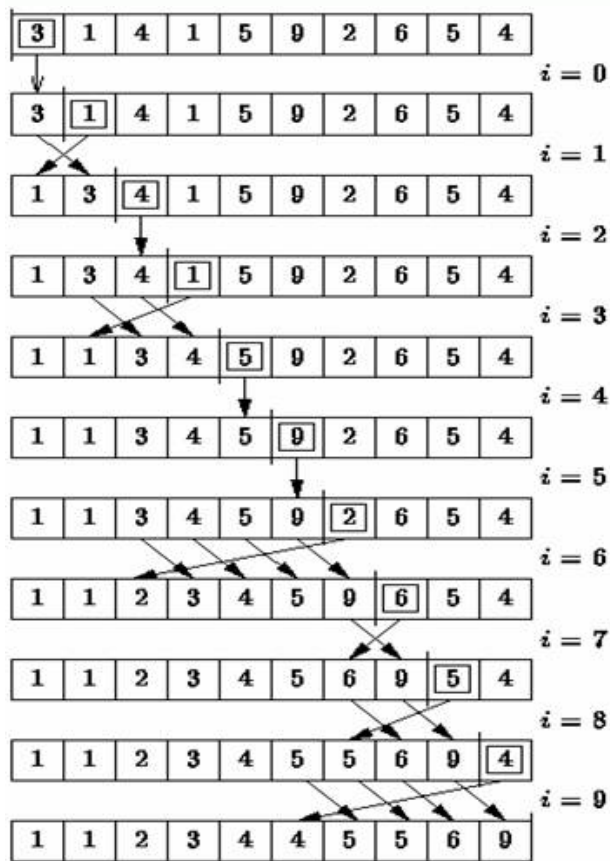 3 1 4 1 5 9 2 6 5 4
i = 0
3 1 4 1 5 9 2 6 5 4
i = 1
1 3 4 1 5 9 2 6 5 4
i = 2
1 3 4 1 5 9 2 6 5 4
i = 3
1 1 3 4 5 9 2 6 5 4
i = 4
1 1 3 4 5 9 2 6 5 4
i = 5
1 1 3 4 5 9 2 6 5 4
i = 6
1 1 2 3 4 5 9 6 5 4
i = 7
1 1 2 3 4 5 6 9 5 4
i = 8
1 1 2 3 4 5 5 6 9 4
i = 9
1 1 2 3 4 4 5 5 6 9